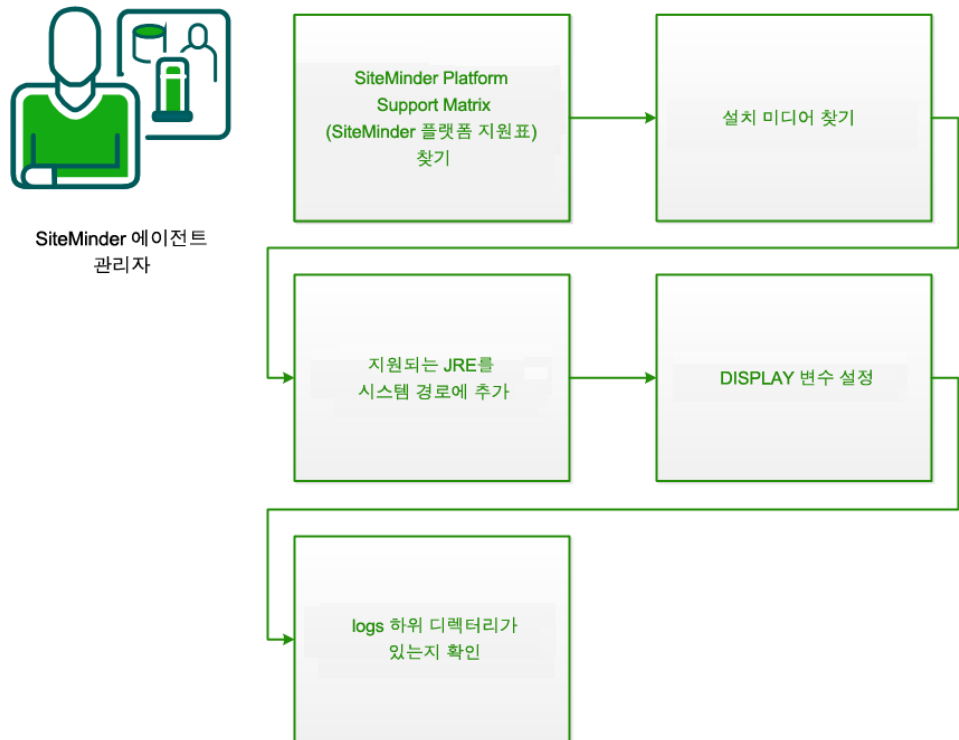 SiteMinder 에이전트
관리자
SiteMinder Platform
Support Matrix
(SiteMinder 플랫폼 지원표)
찾기
설치 미디어 찾기
지원되는 JRE를
시스템 경로에 추가
DISPLAY 변수 설정
logs 하위 디렉터리가
있는지 확인